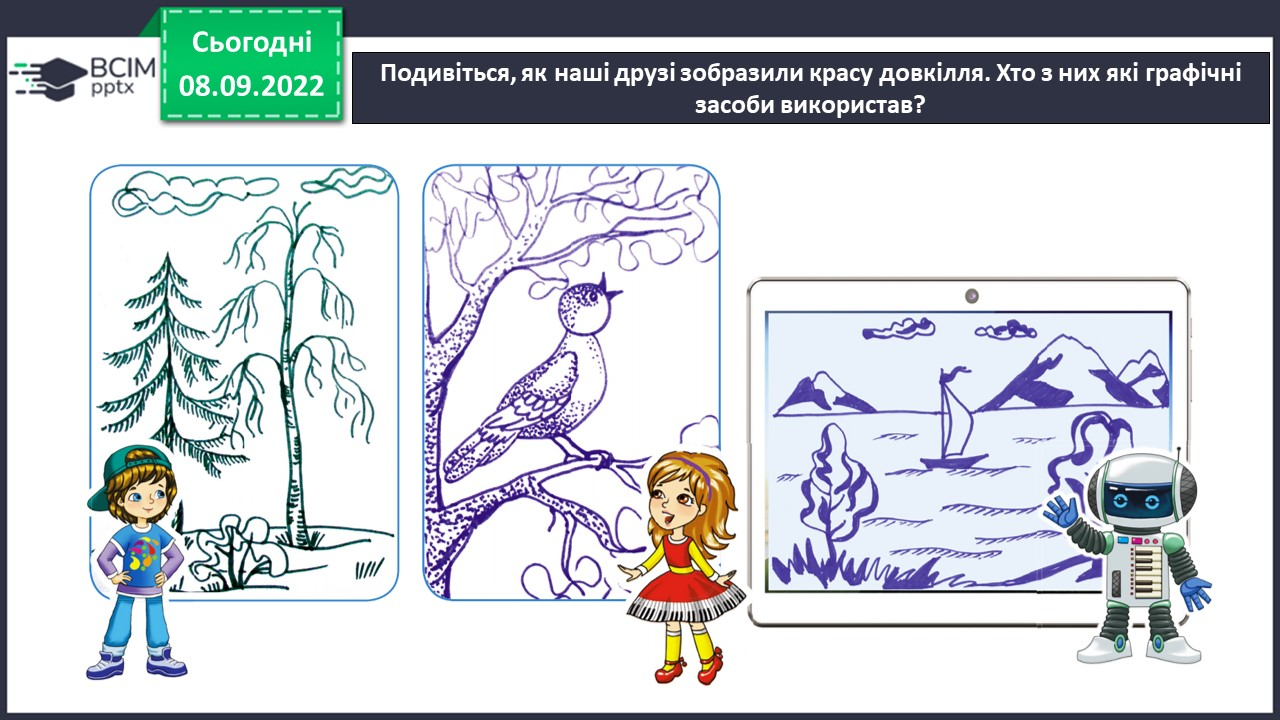 Сьогодні
08.09.2022
ВСІМ
pptx
Подивіться, як наші друзі зобразили красу довкілля. Хто з них які графічні
засоби використав?